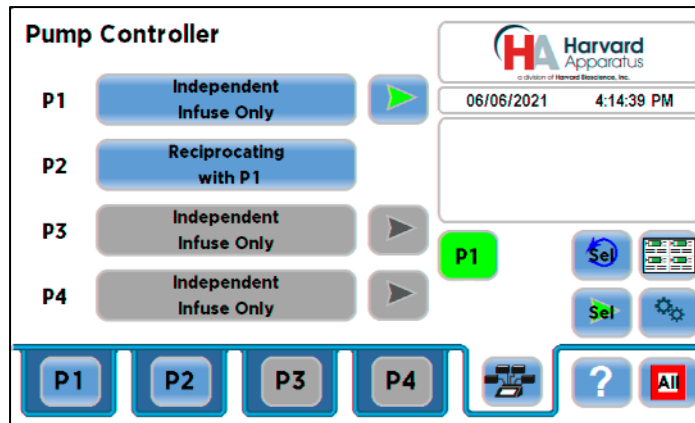 Pump Controller
HA Harvard
Apparatus
a division of Harvard Bioscience, Inc.
06/06/2021 4:14:39 PM
P1 Independent
Infuse Only
P2 Reciprocating
with P1
P3 Independent
Infuse Only
P4 Independent
Infuse Only
P1 Sel
Sel
P1 P2 P3 P4 ? All